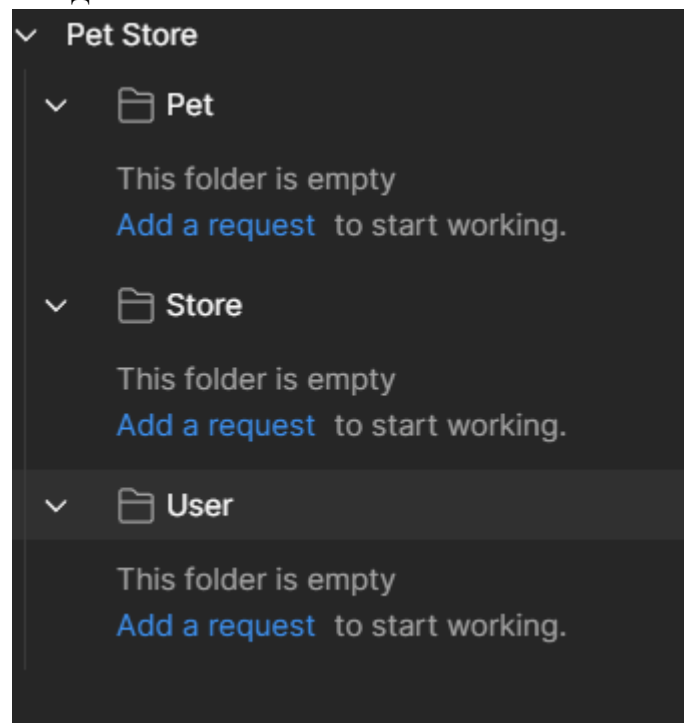 Pet Store
Pet
This folder is empty
Add a request to start working.
Store
This folder is empty
Add a request to start working.
User
This folder is empty
Add a request to start working.